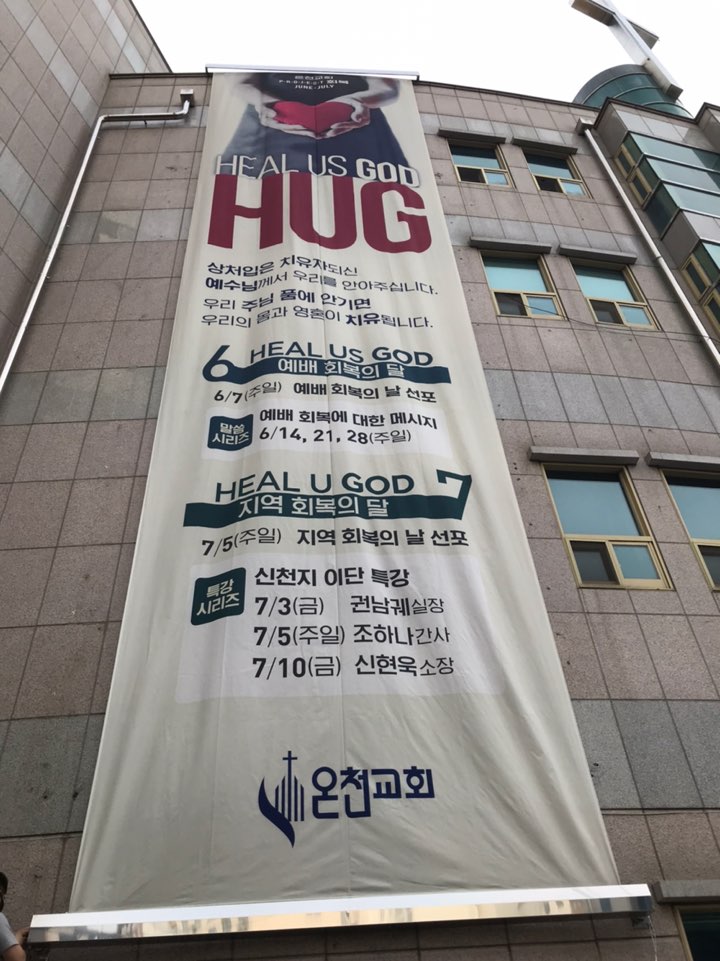 온천교회
P·R·O·J·E·C·T 회복
JUNE-JULY
HEAL US GOD
HUG
상처입은 치유자되신
예수님께서 우리를 안아주십니다.
우리 주님 품에 안기면
우리의 몸과 영혼이 치유됩니다.
6 HEAL US GOD
예배 회복의 달
6/7(주일) 예배 회복의 날 선포
말씀 시리즈
예배 회복에 대한 메시지
6/14, 21, 28(주일)
HEAL U GOD 7
지역 회복의 달
7/5(주일) 지역 회복의 날 선포
특강 시리즈
신천지 이단 특강
7/3(금) 권남궤실장
7/5(주일) 조하나간사
7/10(금) 신현욱소장
온천교회